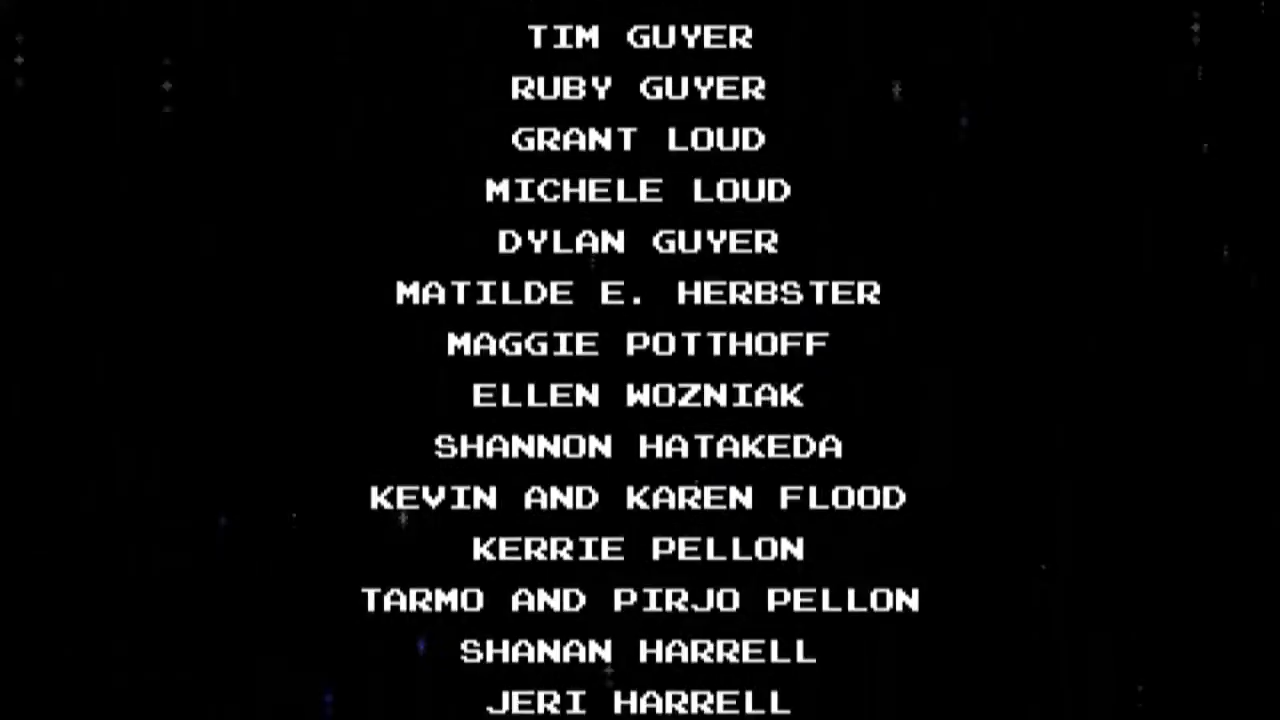 TIM GUYER
RUBY GUYER
GRANT LOUD
MICHELE LOUD
DYLAN GUYER
MATILDE E. HERBSTER
MAGGIE POTTHOFF
ELLEN WOZNIAK
SHANNON HATAKEDA
KEVIN AND KAREN FLOOD
KERRIE PELLON
TARMO AND PIRJO PELLON
SHANAN HARRELL
JERI HARRELL